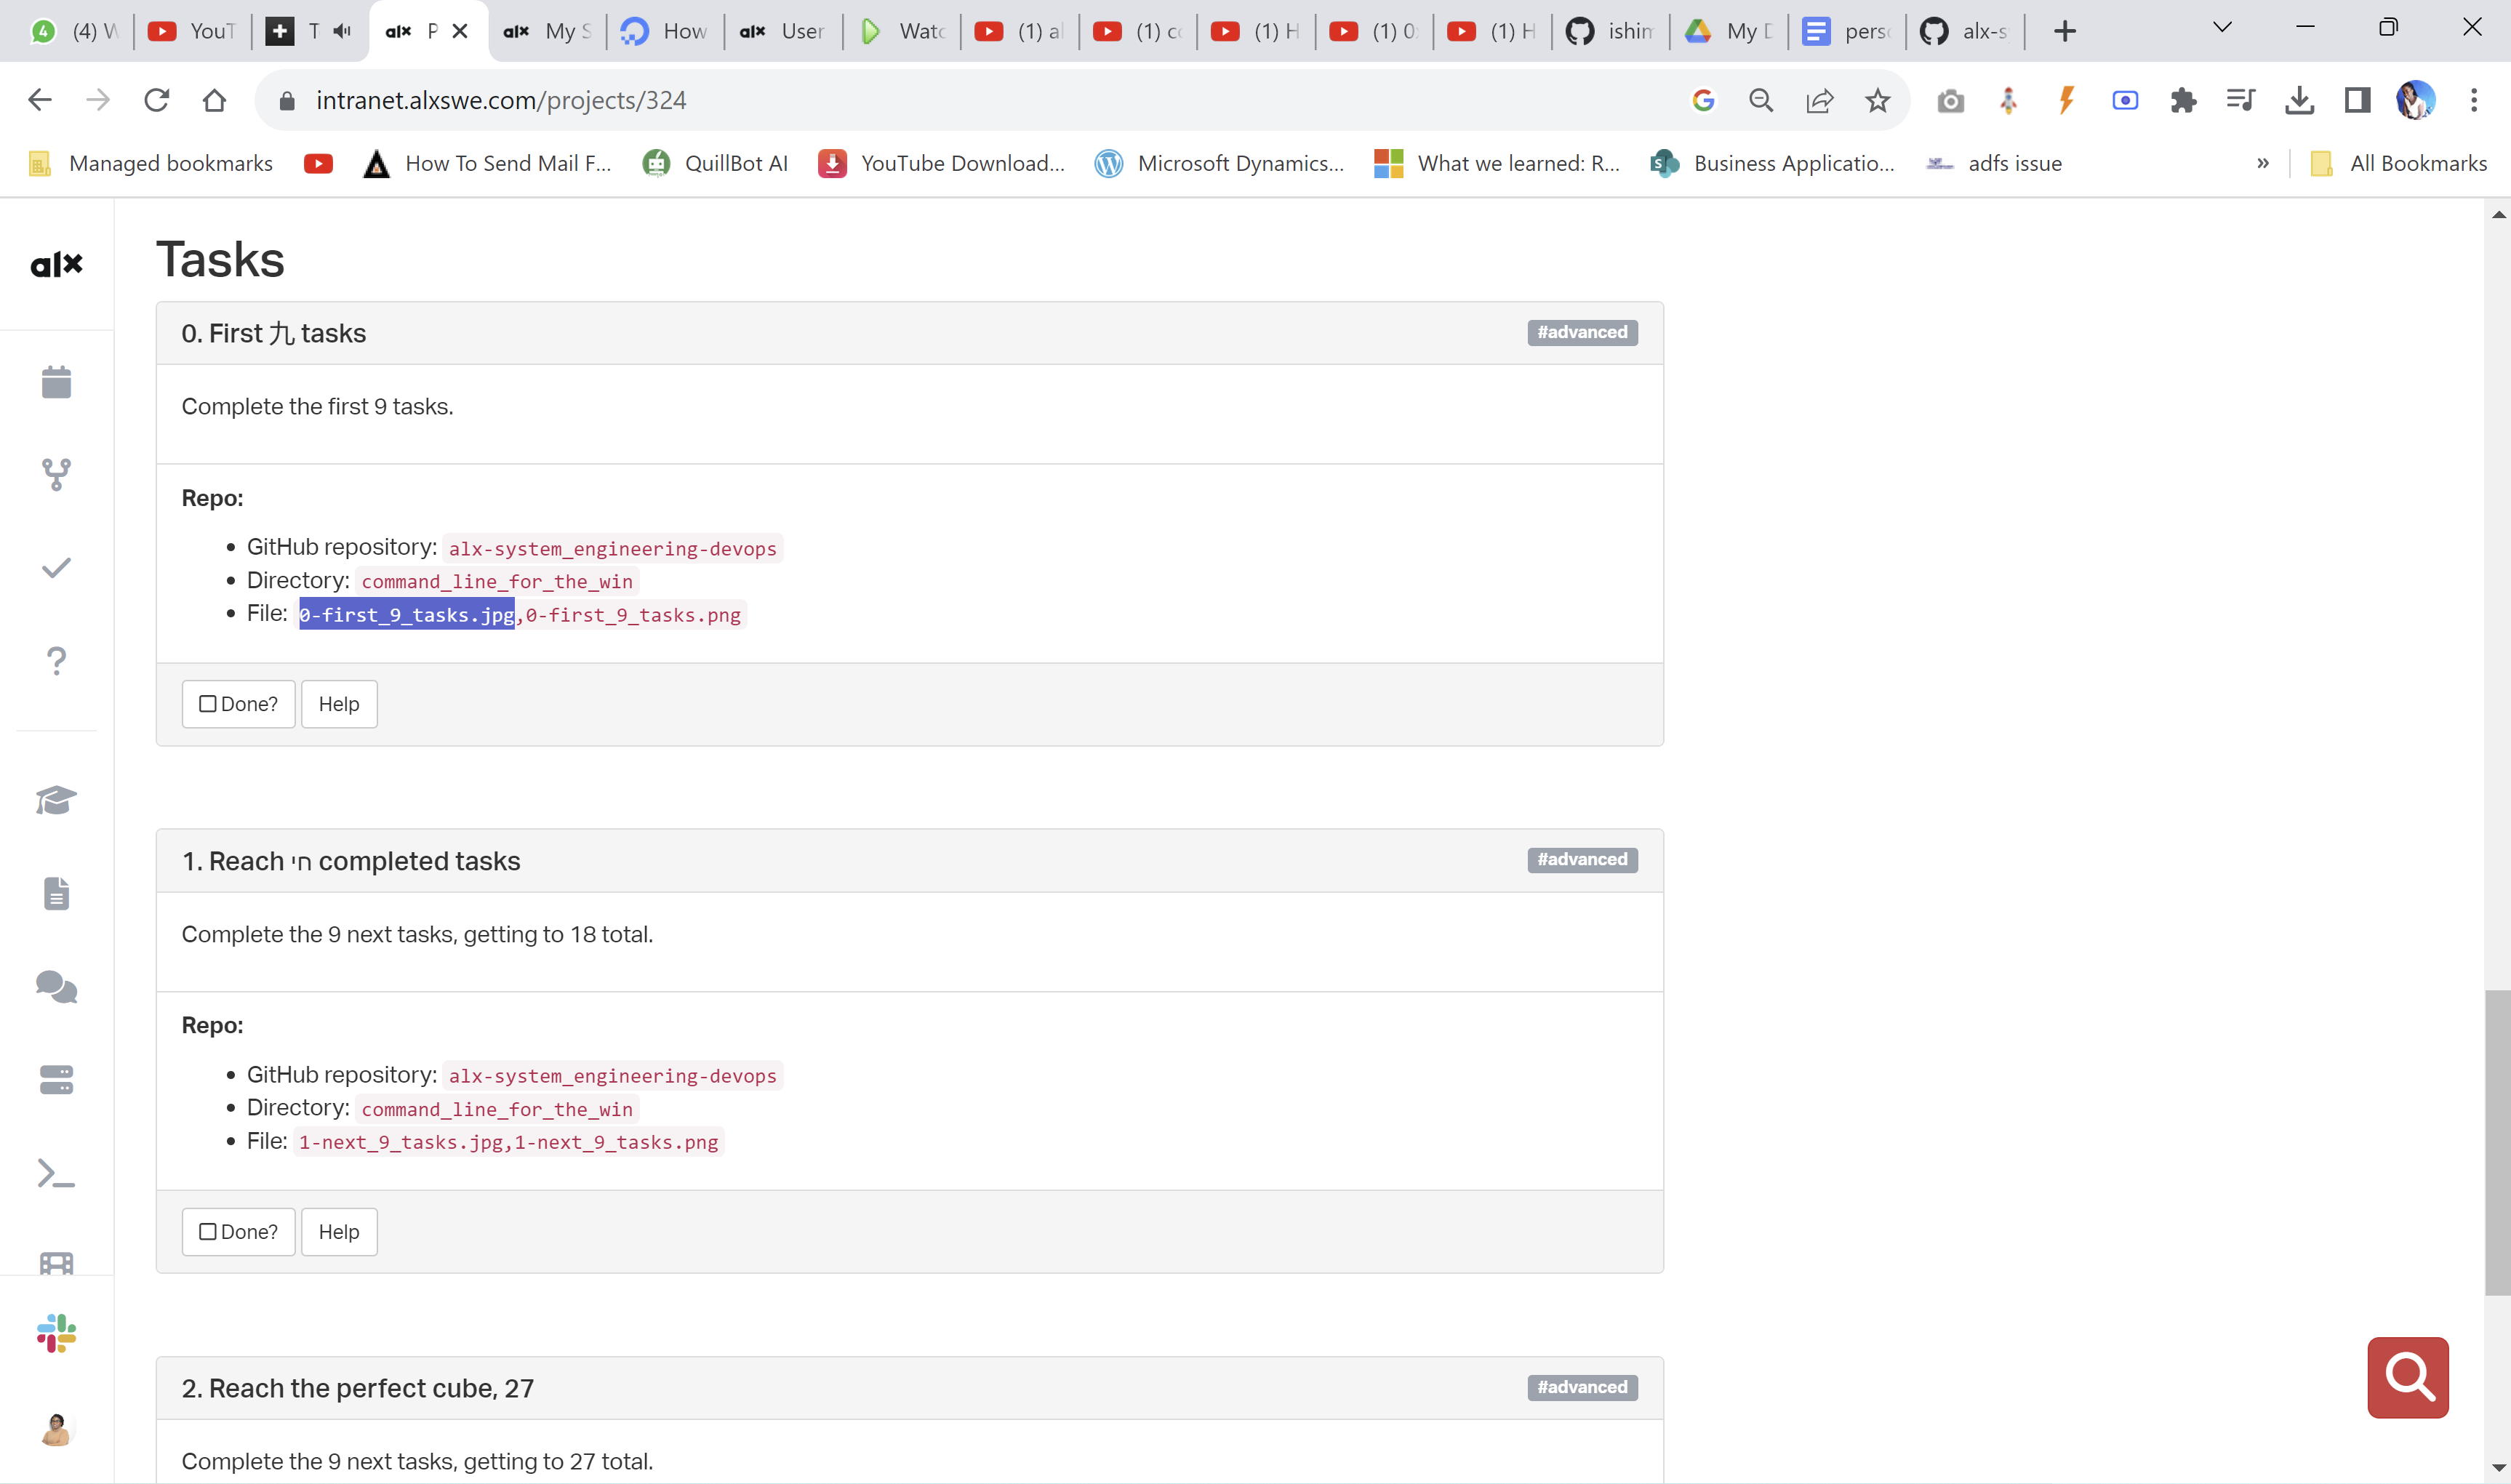 (4) W
YouT
T
alx P
alx My S
How
alx User
Watc
(1) al
(1) co
(1) H
(1) 0x
(1) H
ishim
My D
perso
alx-s
intranet.alxswe.com/projects/324
Managed bookmarks
How To Send Mail F...
QuillBot AI
YouTube Download...
Microsoft Dynamics...
What we learned: R...
Business Applicatio...
adfs issue
»
All Bookmarks
alx
Tasks
0. First 九 tasks
#advanced
Complete the first 9 tasks.
Repo:
GitHub repository: alx-system_engineering-devops
Directory: command_line_for_the_win
File: 0-first_9_tasks.jpg,0-first_9_tasks.png
Done?
Help
1. Reach חי completed tasks
#advanced
Complete the 9 next tasks, getting to 18 total.
Repo:
GitHub repository: alx-system_engineering-devops
Directory: command_line_for_the_win
File: 1-next_9_tasks.jpg,1-next_9_tasks.png
Done?
Help
2. Reach the perfect cube, 27
#advanced
Complete the 9 next tasks, getting to 27 total.